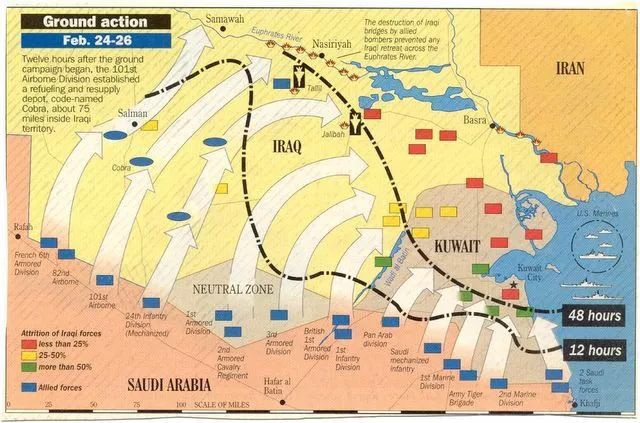 Ground action
Feb. 24-26
Twelve hours after the ground
campaign began, the 101st
Airborne Division established
a refueling and resupply
depot, code-named
Cobra, about 75
miles inside Iraqi
territory.
Samawah
Euphrates River
Nasiriyah
The destruction of Iraqi
bridges by allied
bombers prevented any
Iraqi retreat across the
Euphrates River.
IRAN
Tallil
Salman
Jalibah
Basra
IRAQ
Cobra
U.S. Marines
Rafah
KUWAIT
Wadi al Batin
Kuwait
City
French 6th
Armored
Division
82nd
Airborne
101st
Airborne
NEUTRAL ZONE
48 hours
12 hours
24th Infantry
Division
(Mechanized)
1st
Armored
Division
2nd
Armored
Cavalry
Regiment
3rd
Armored
Division
British
1st
Armored
Division
1st
Infantry
Division
Pan Arab
division
Saudi
mechanized
infantry
1st Marine
Division
Army Tiger
Brigade
2nd Marine
Division
2 Saudi
task
forces
Khafji
Attrition of Iraqi forces
less than 25%
25-50%
more than 50%
Allied forces
SAUDI ARABIA
Hafar al
Batin
0 25 50 75 100 SCALE OF MILES